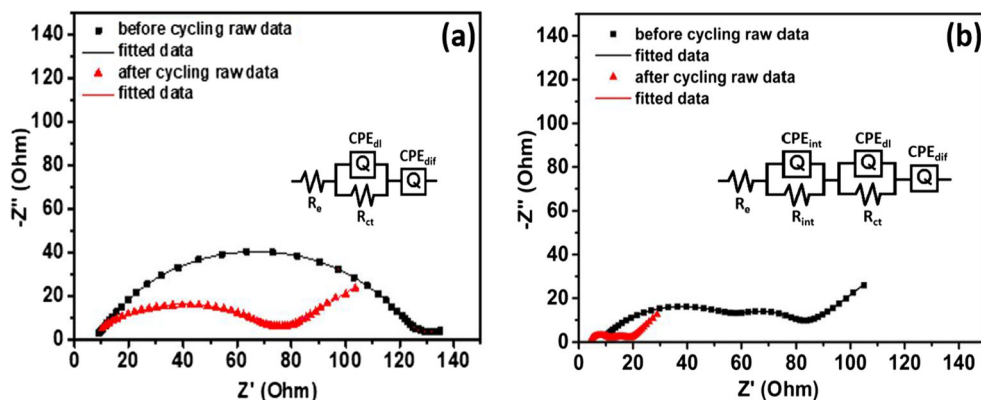 (a)
before cycling raw data
fitted data
after cycling raw data
fitted data
CPEdl
Q
CPEdif
Q
Re
Rct
-Z'' (Ohm)
140
120
100
80
60
40
20
0
0 20 40 60 80 100 120 140
Z' (Ohm)
(b)
before cycling raw data
fitted data
after cycling raw data
fitted data
CPEint
Q
CPEdl
Q
CPEdif
Q
Re
Rint
Rct
-Z'' (Ohm)
140
120
100
80
60
40
20
0
0 20 40 60 80 100 120 140
Z' (Ohm)